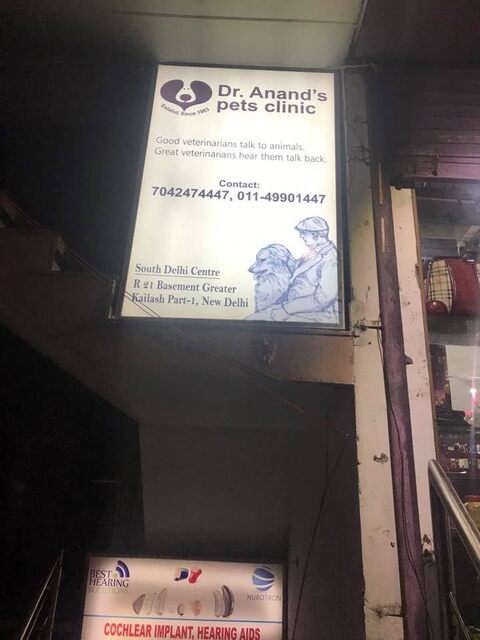 Dr. Anand's
pets clinic
Estabd. Since 1983
Good veterinarians talk to animals.
Great veterinarians hear them talk back.
Contact:
7042474447, 011-49901447
South Delhi Centre
R 21 Basement Greater
Kailash Part-1, New Delhi
BEST
HEARING
SOLUTIONS
NUROTRON
COCHLEAR IMPLANT, HEARING AIDS